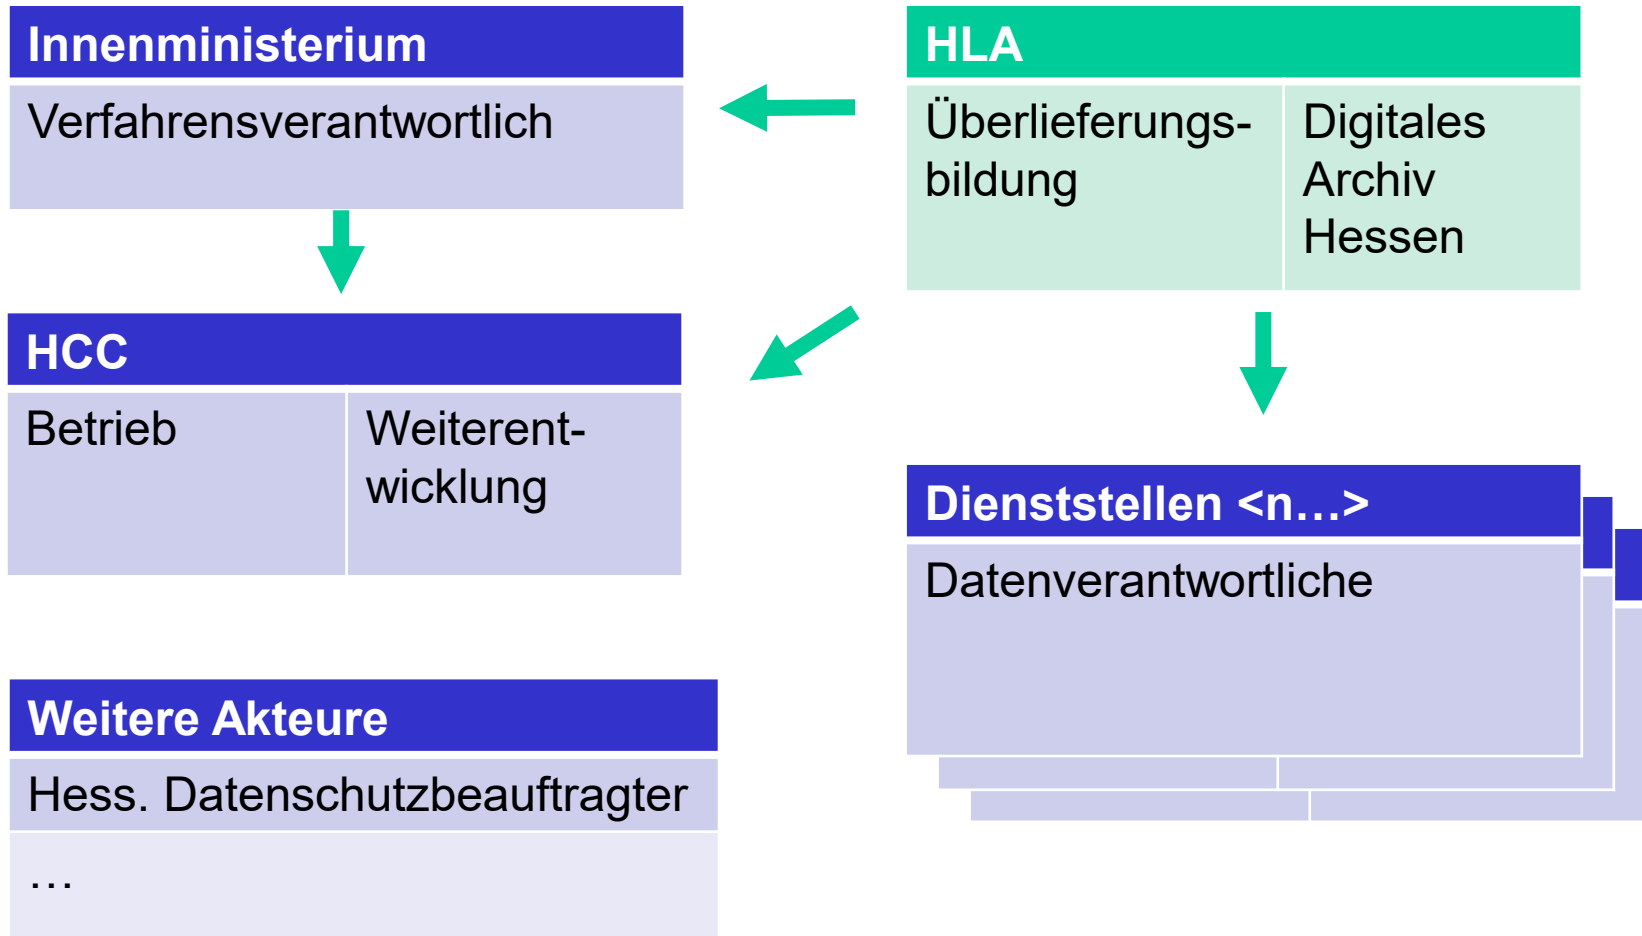 Innenministerium
Verfahrensverantwortlich
HLA
Überlieferungs-
bildung
Digitales
Archiv
Hessen
HCC
Betrieb
Weiterent-
wicklung
Dienststellen <n…>
Datenverantwortliche
Weitere Akteure
Hess. Datenschutzbeauftragter
…